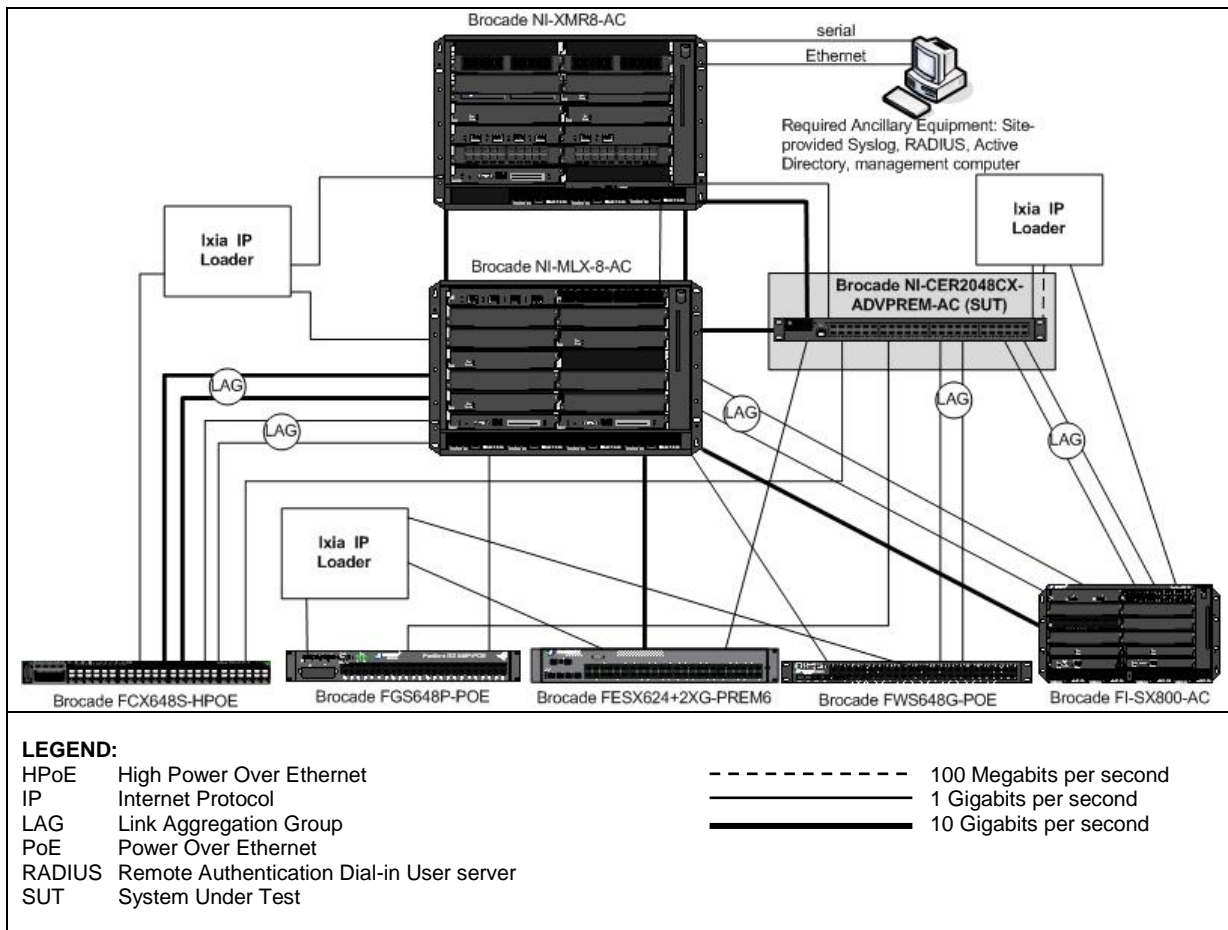 Brocade NI-XMR8-AC
serial
Ethernet
Required Ancillary Equipment: Site-
provided Syslog, RADIUS, Active
Directory, management computer
Ixia IP
Loader
Ixia IP
Loader
Brocade NI-MLX-8-AC
Brocade NI-CER2048CX-
ADVPREM-AC (SUT)
LAG
LAG
LAG
LAG
LAG
Ixia IP
Loader
Brocade FCX648S-HPOE
Brocade FGS648P-POE
Brocade FESX624+2XG-PREM6
Brocade FWS648G-POE
Brocade FI-SX800-AC
LEGEND:
HPoE High Power Over Ethernet
IP Internet Protocol
LAG Link Aggregation Group
PoE Power Over Ethernet
RADIUS Remote Authentication Dial-in User server
SUT System Under Test
100 Megabits per second
1 Gigabits per second
10 Gigabits per second